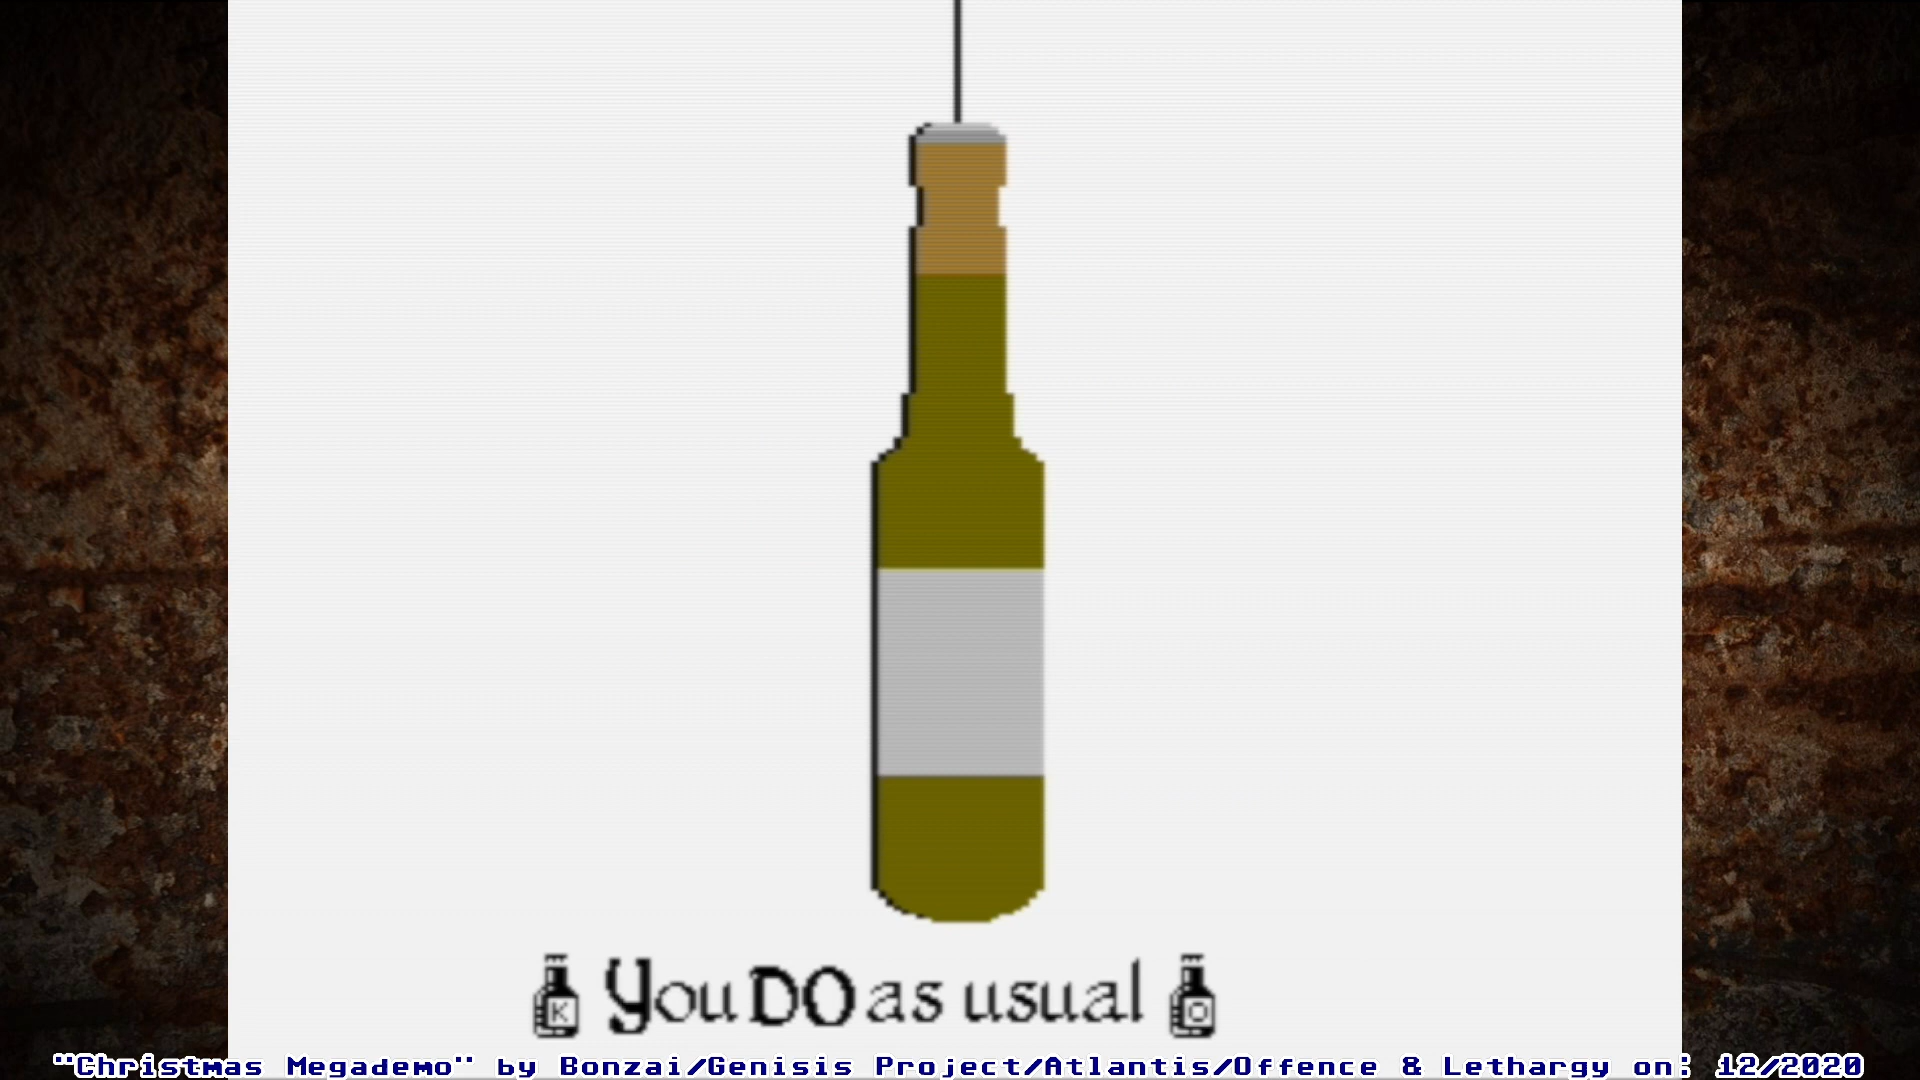 K You DO as usual O
"Christmas Megademo" by Bonzai/Genisis Project/Atlantis/Offence & Lethargy on: 12/2020